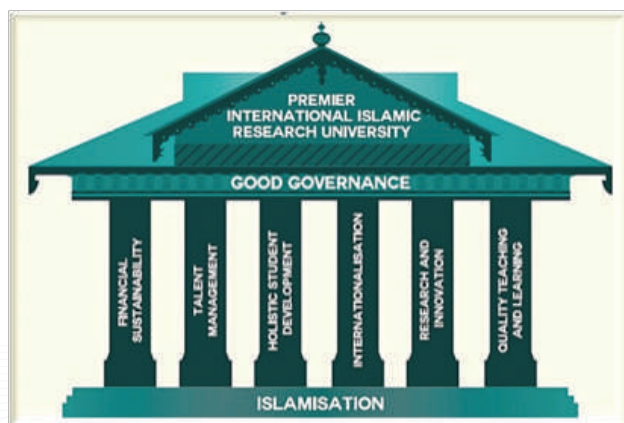 PREMIER
INTERNATIONAL ISLAMIC
RESEARCH UNIVERSITY
GOOD GOVERNANCE
FINANCIAL
SUSTAINABILITY
TALENT
MANAGEMENT
HOLISTIC STUDENT
DEVELOPMENT
INTERNATIONALISATION
RESEARCH AND
INNOVATION
QUALITY TEACHING
AND LEARNING
ISLAMISATION